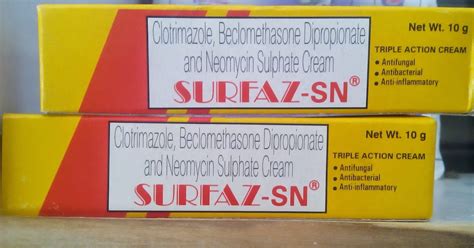 Clotrimazole, Beclomethasone Dipropionate
and Neomycin Sulphate Cream
SURFAZ-SN®
Net Wt. 10 g
TRIPLE ACTION CREAM
• Antifungal
• Antibacterial
• Anti-inflammatory
Clotrimazole, Beclomethasone Dipropionate
and Neomycin Sulphate Cream
SURFAZ-SN®
Net Wt. 10 g
TRIPLE ACTION CREAM
• Antifungal
• Antibacterial
• Anti-inflammatory